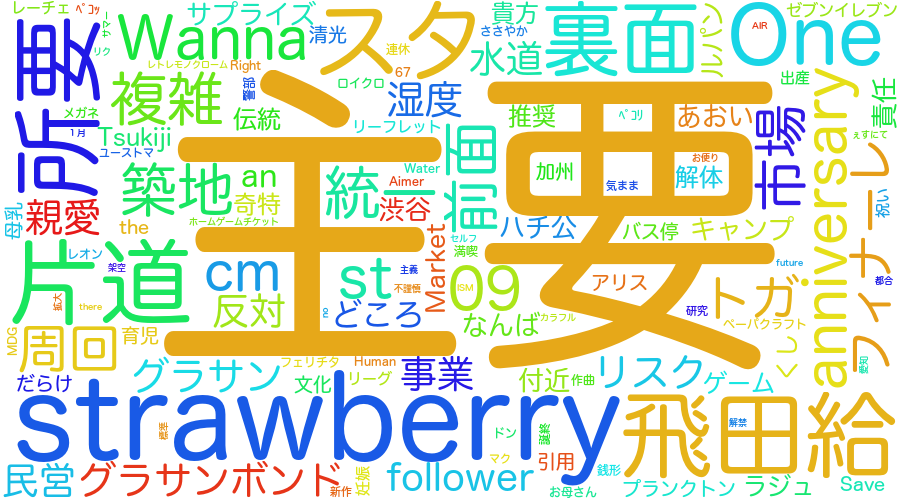 レーチェ
ペコッ
サプライズ
貴方
ゼブンイレブン
Wanna
スタ
裏面
One
AIR
ルパン
清光
連休
ささやか
水道
出産
所要
サマー
リク
レトレモノクローム
Right
ロイクロ
67
複雑
警部
湿度
責任
メガネ
伝統
リーフレット
推奨
ペコリ
あおい
市場
Tsukiji
1月
ユーストマ
えすにて
主要
前面
お便り
築地
an
統一
Water
Aimer
加州
気まま
解体
奇特
渋谷
母乳
親愛
the
ホームゲームチケット
ハチ公
バス停
キャンプ
祝い
anniversary
フィナーレ
片道
レオン
架空
cm
st
主義
不謹慎
Market
セルフ
満喫
09
ISM
アリス
future
都合
トガ
拡大
there
反対
no
どころ
なんば
カラフル
研究
ペーパクラフト
MDG
周回
育児
フェリチタ
Human
くし
愛知
だらけ
グラサン
文化
リーグ
事業
付近
作曲
リスク
ゲーム
strawberry
飛田給
解禁
ドン
誠終
マク
引用
銭形
民営
グラサンボンド
新作
妊娠
follower
お母さん
プランクトン
ラジュ
Save